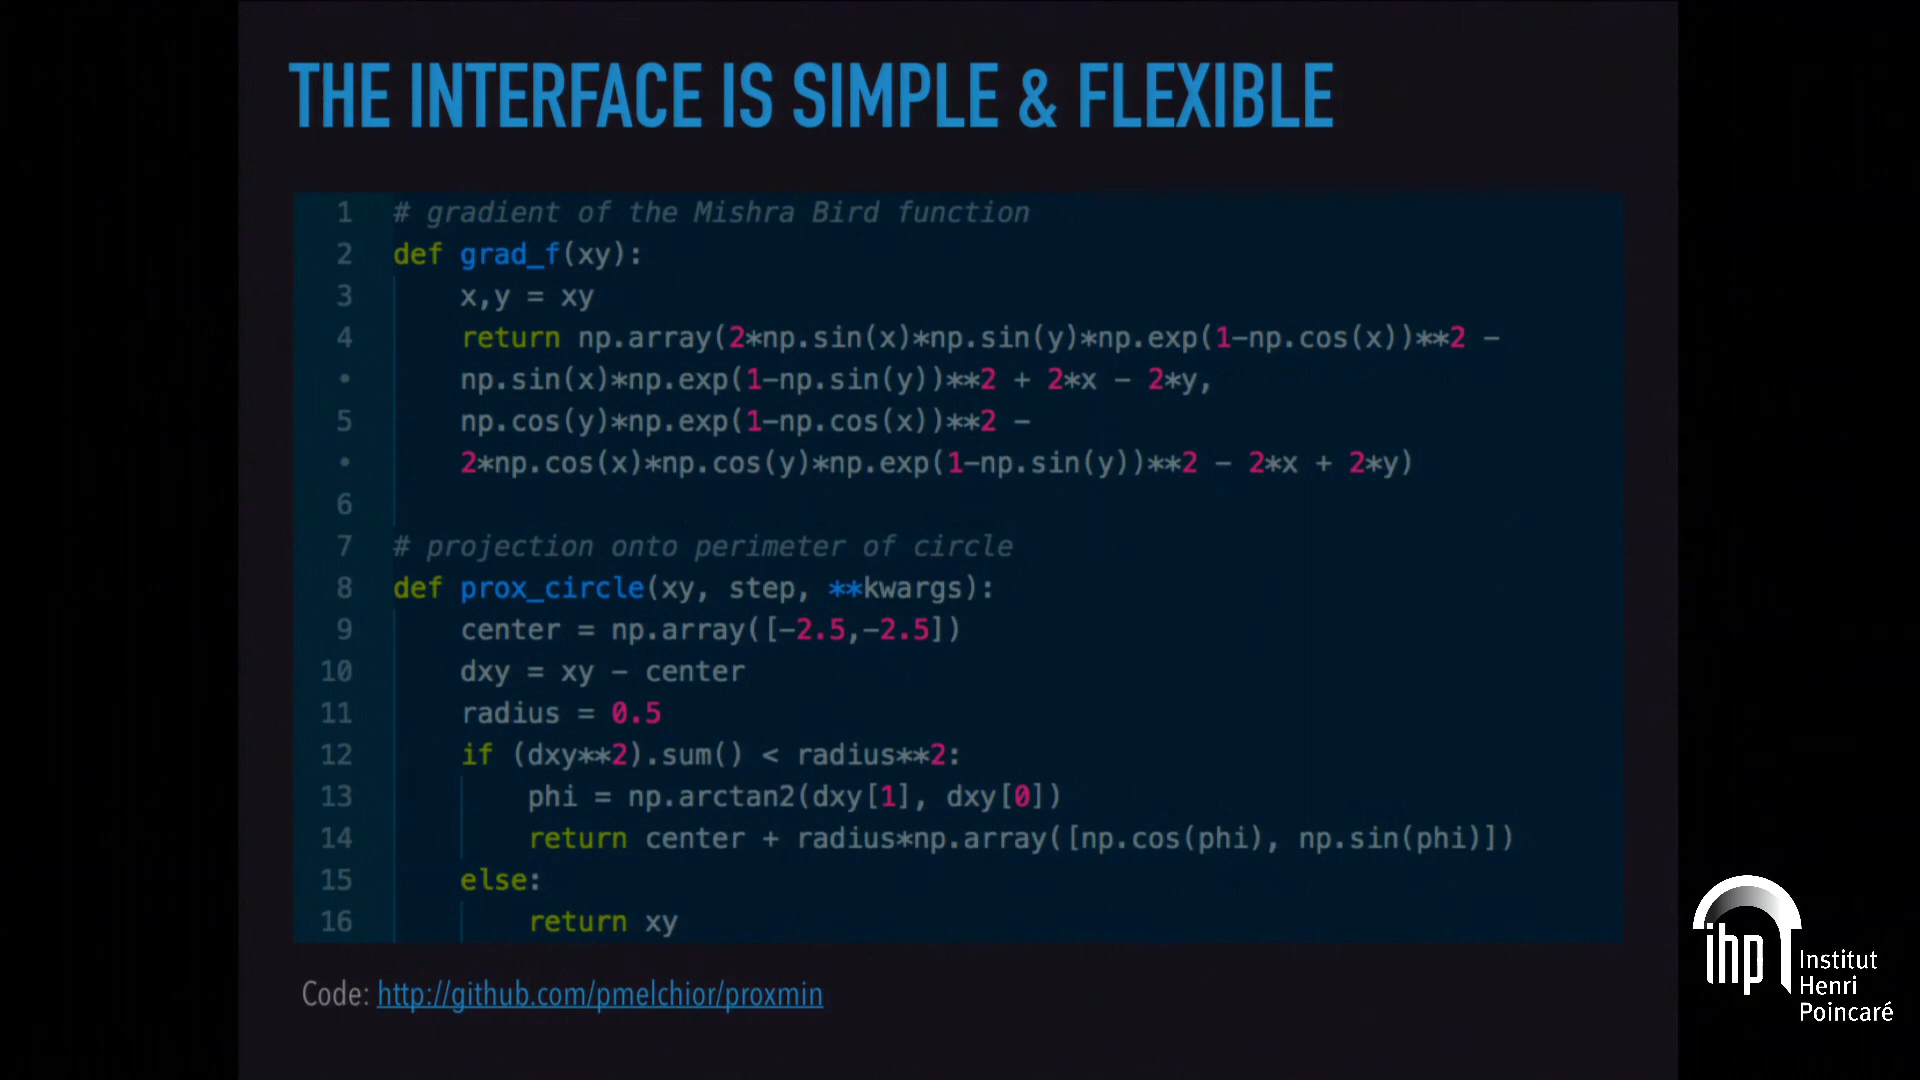 THE INTERFACE IS SIMPLE & FLEXIBLE
1 # gradient of the Mishra Bird function
2 def grad_f(xy):
3 x,y = xy
4 return np.array(2*np.sin(x)*np.sin(y)*np.exp(1-np.cos(x))**2 -
• np.sin(x)*np.exp(1-np.sin(y))**2 + 2*x - 2*y,
5 np.cos(y)*np.exp(1-np.cos(x))**2 -
• 2*np.cos(x)*np.cos(y)*np.exp(1-np.sin(y))**2 - 2*x + 2*y)
6
7 # projection onto perimeter of circle
8 def prox_circle(xy, step, **kwargs):
9 center = np.array([-2.5,-2.5])
10 dxy = xy - center
11 radius = 0.5
12 if (dxy**2).sum() < radius**2:
13 phi = np.arctan2(dxy[1], dxy[0])
14 return center + radius*np.array([np.cos(phi), np.sin(phi)])
15 else:
16 return xy
Code: http://github.com/pmelchior/proxmin
ihp
Institut
Henri
Poincaré